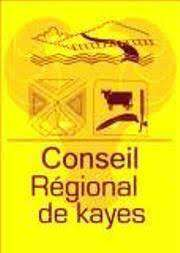 Conseil
Régional
de kayes